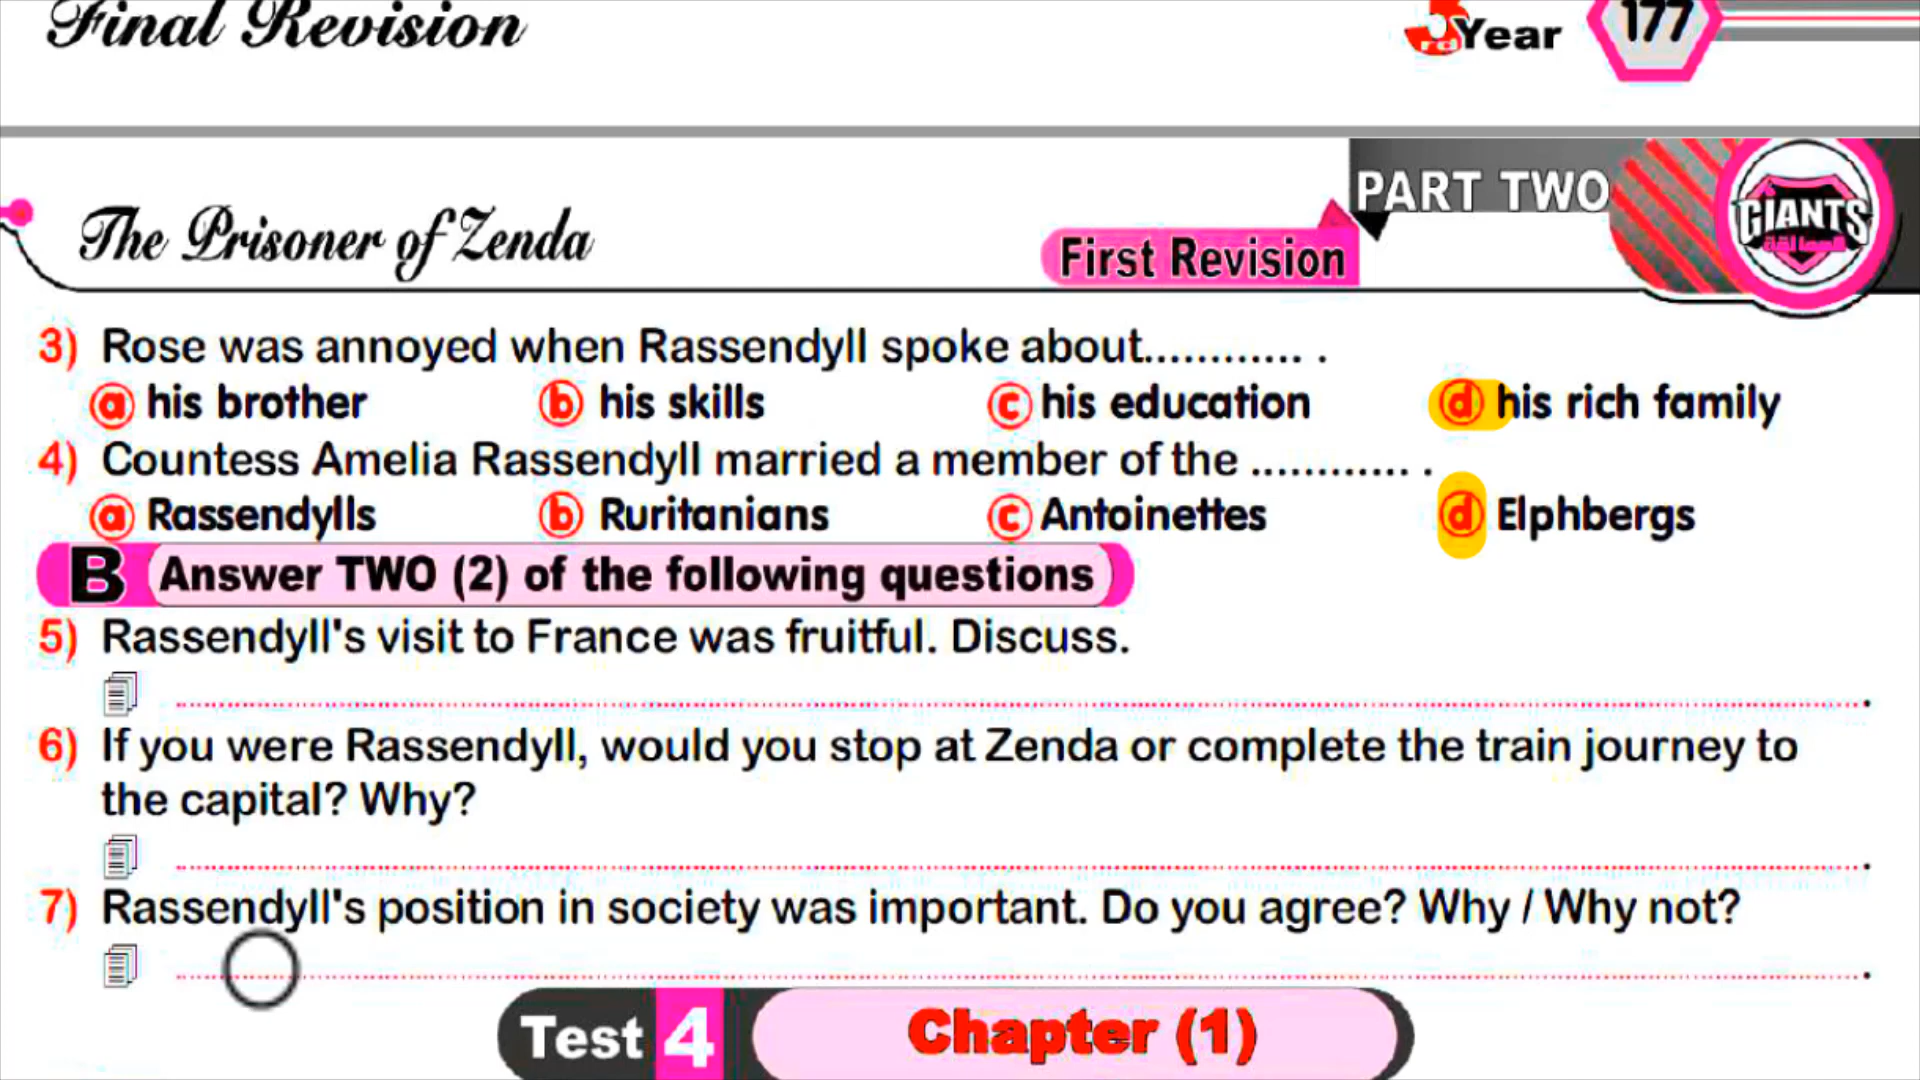 Final Revision
3rd Year
177
PART TWO
GIANTS
العمالقة
The Prisoner of Zenda
First Revision
3) Rose was annoyed when Rassendyll spoke about............ .
a his brother b his skills c his education d his rich family
4) Countess Amelia Rassendyll married a member of the ............ .
a Rassendylls b Ruritanians c Antoinettes d Elphbergs
B Answer TWO (2) of the following questions
5) Rassendyll's visit to France was fruitful. Discuss.
6) If you were Rassendyll, would you stop at Zenda or complete the train journey to
the capital? Why?
7) Rassendyll's position in society was important. Do you agree? Why / Why not?
Test 4 Chapter (1)